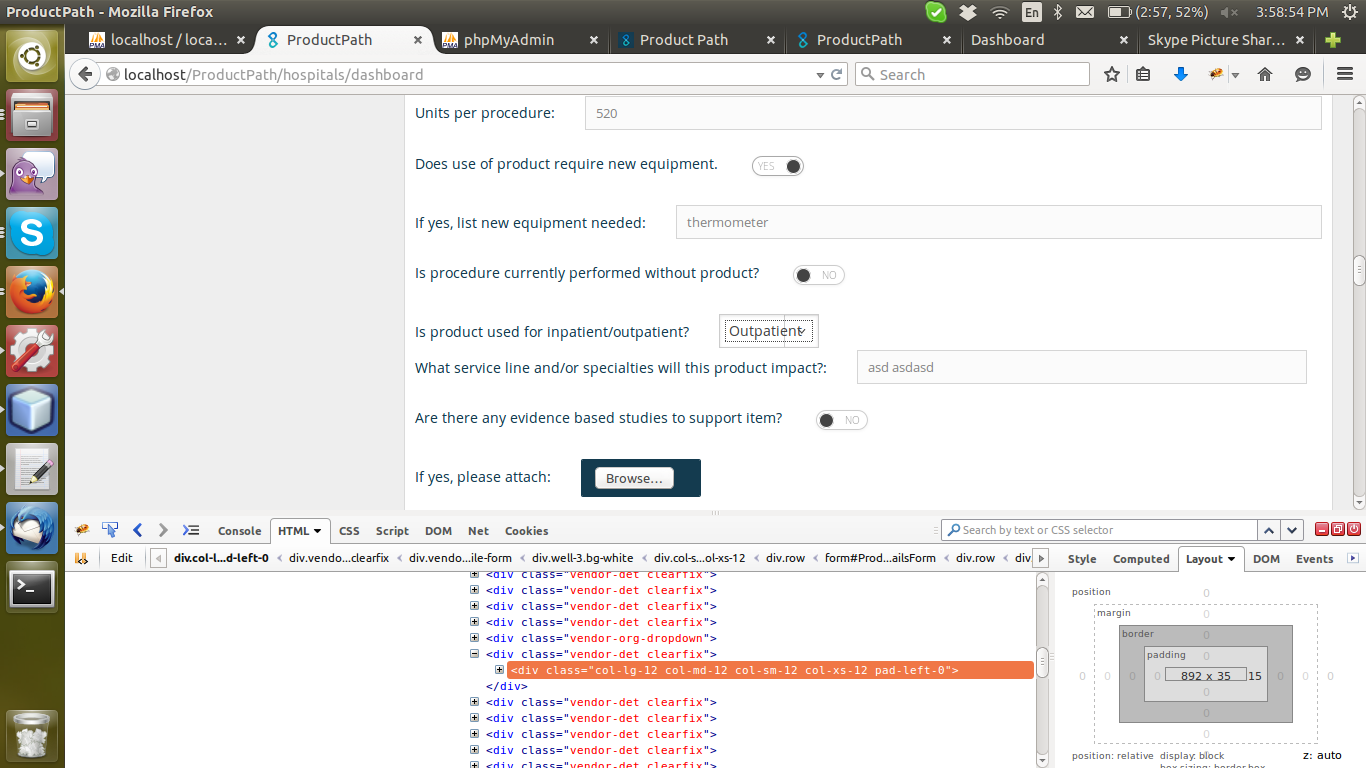 ProductPath - Mozilla Firefox
En
(2:57, 52%)
3:58:54 PM
localhost / loca... ×
ProductPath ×
phpMyAdmin ×
Product Path ×
ProductPath ×
Dashboard ×
Skype Picture Shar... ×
localhost/ProductPath/hospitals/dashboard
Search
Units per procedure: 520
Does use of product require new equipment. YES
If yes, list new equipment needed: thermometer
Is procedure currently performed without product? NO
Is product used for inpatient/outpatient? Outpatient
What service line and/or specialties will this product impact?: asd asdasd
Are there any evidence based studies to support item? NO
If yes, please attach: Browse...
Console HTML CSS Script DOM Net Cookies
Search by text or CSS selector
Edit div.col-l...d-left-0 < div.vendo...clearfix < div.vendo...ile-form < div.well-3.bg-white < div.col-s...ol-xs-12 < div.row < form#Prod...ailsForm < div.row < div
Style Computed Layout DOM Events
<div class="vendor-det clearfix">
<div class="vendor-det clearfix">
<div class="vendor-det clearfix">
<div class="vendor-det clearfix">
<div class="vendor-org-dropdown">
<div class="vendor-det clearfix">
<div class="col-lg-12 col-md-12 col-sm-12 col-xs-12 pad-left-0">
</div>
<div class="vendor-det clearfix">
<div class="vendor-det clearfix">
<div class="vendor-det clearfix">
<div class="vendor-det clearfix">
<div class="vendor-det clearfix">
position 0
margin 0
border 0
padding 0
0 0 0 0 892 x 35 15 0 0 0
0
0
0
0
position: relative display: block z: auto
box-sizing: border-box